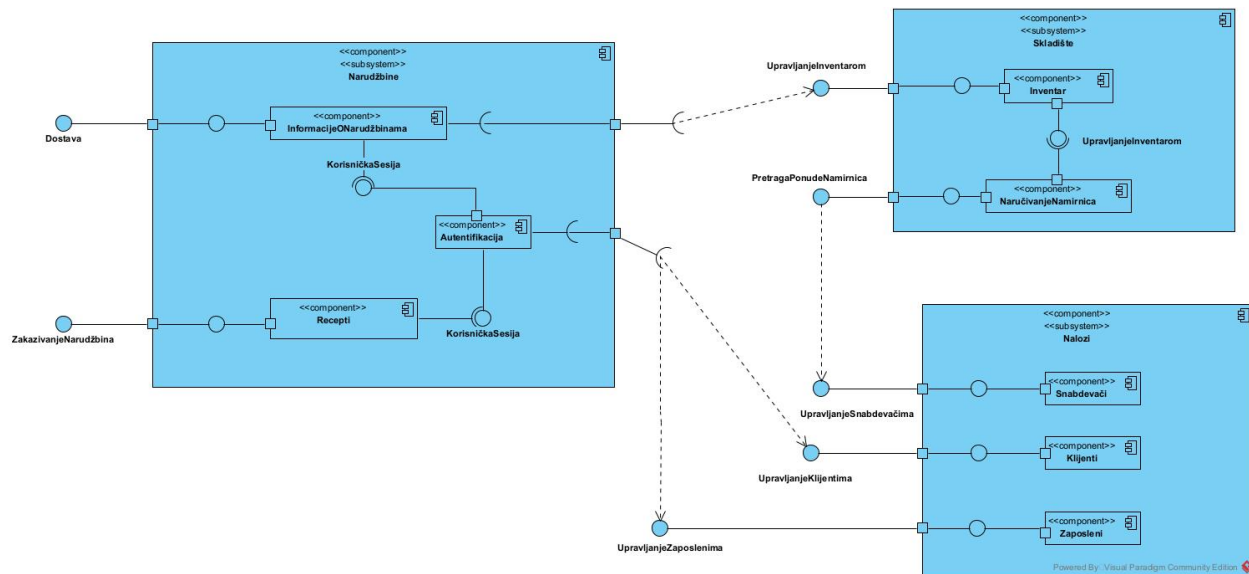 <<component>>
<<subsystem>>
Narudžbine
Dostava
<<component>>
InformacijeONarudžbinama
KorisničkaSesija
<<component>>
Autentifikacija
<<component>>
Recepti
KorisničkaSesija
ZakazivanjeNarudžbina
<<component>>
<<subsystem>>
Skladište
UpravljanjeInventarom
<<component>>
Inventar
UpravljanjeInventarom
PretragaPonudeNamirnica
<<component>>
NaručivanjeNamirnica
<<component>>
<<subsystem>>
Nalozi
<<component>>
Snabdevači
UpravljanjeSnabdevačima
<<component>>
Klijenti
UpravljanjeKlijentima
<<component>>
Zaposleni
UpravljanjeZaposlenima
Powered By Visual Paradigm Community Edition